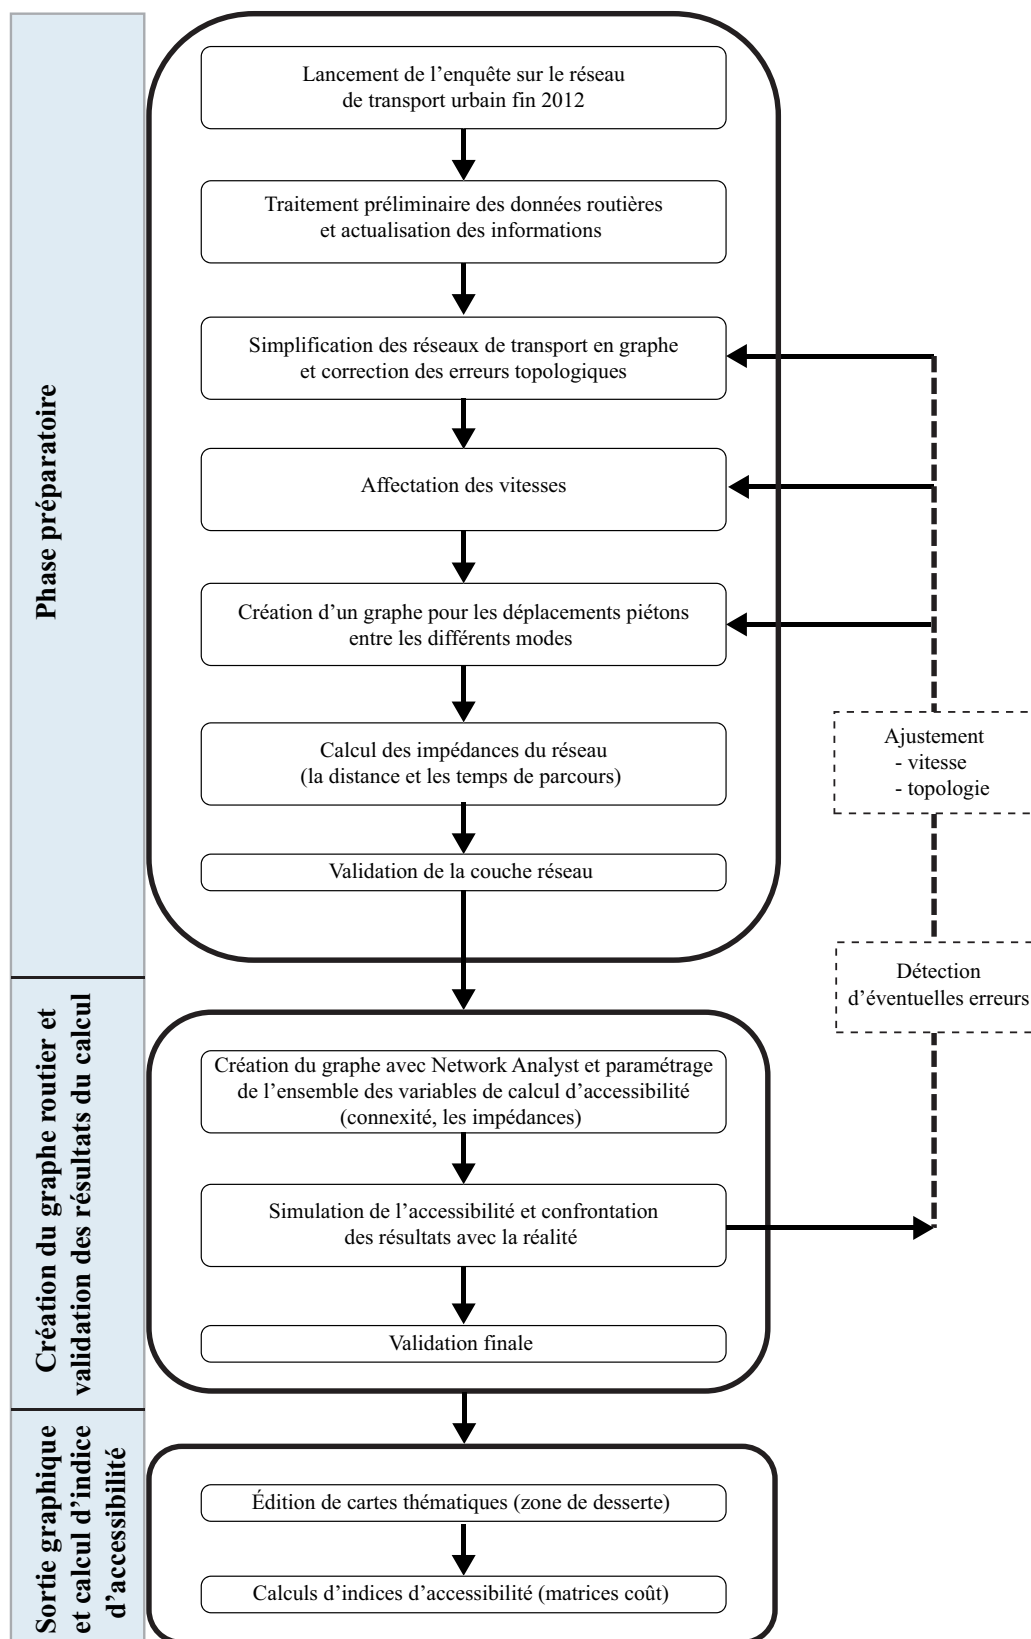 Phase préparatoire
Lancement de l’enquête sur le réseau
de transport urbain fin 2012
Traitement préliminaire des données routières
et actualisation des informations
Simplification des réseaux de transport en graphe
et correction des erreurs topologiques
Affectation des vitesses
Création d’un graphe pour les déplacements piétons
entre les différents modes
Calcul des impédances du réseau
(la distance et les temps de parcours)
Validation de la couche réseau
Ajustement
- vitesse
- topologie
Détection
d’éventuelles erreurs
Création du graphe routier et
validation des résultats du calcul
Création du graphe avec Network Analyst et paramétrage
de l’ensemble des variables de calcul d’accessibilité
(connexité, les impédances)
Simulation de l’accessibilité et confrontation
des résultats avec la réalité
Validation finale
Sortie graphique
et calcul d’indice
d’accessibilité
Édition de cartes thématiques (zone de desserte)
Calculs d’indices d’accessibilité (matrices coût)